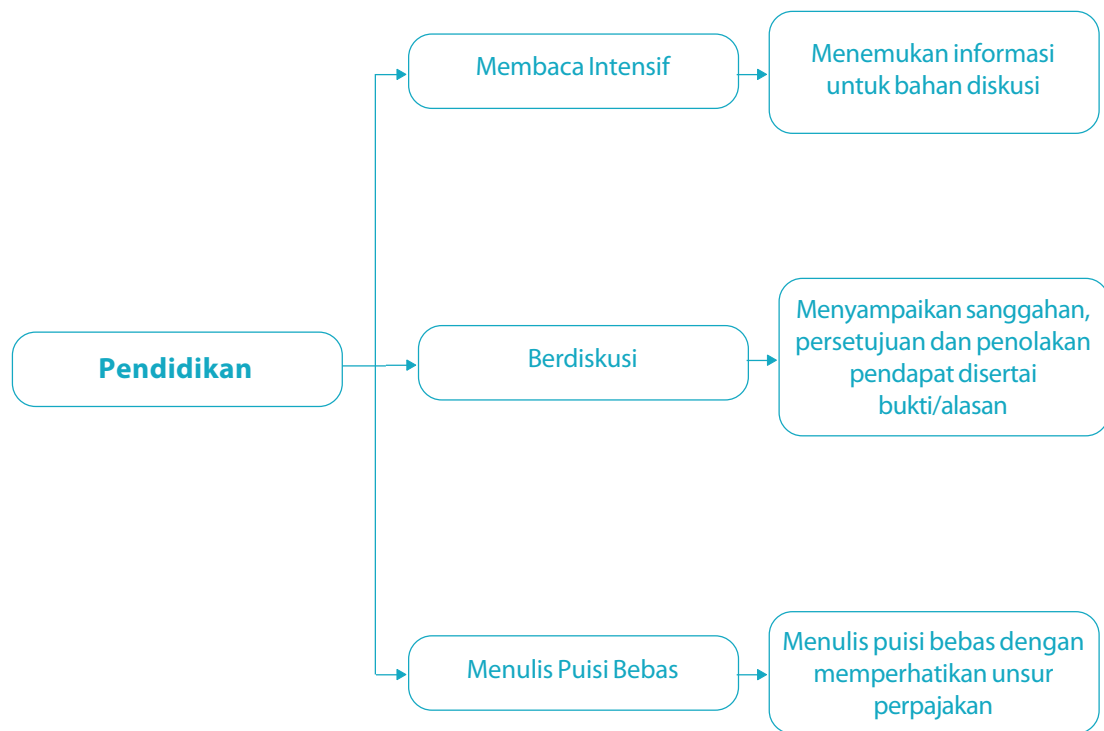 Membaca Intensif
Menemukan informasi
untuk bahan diskusi
Pendidikan
Berdiskusi
Menyampaikan sanggahan,
persetujuan dan penolakan
pendapat disertai
bukti/alasan
Menulis Puisi Bebas
Menulis puisi bebas dengan
memperhatikan unsur
perpajakan